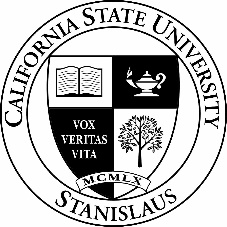 CALIFORNIA STATE UNIVERSITY
VOX
VERITAS
VITA
MCMLX
STANISLAUS